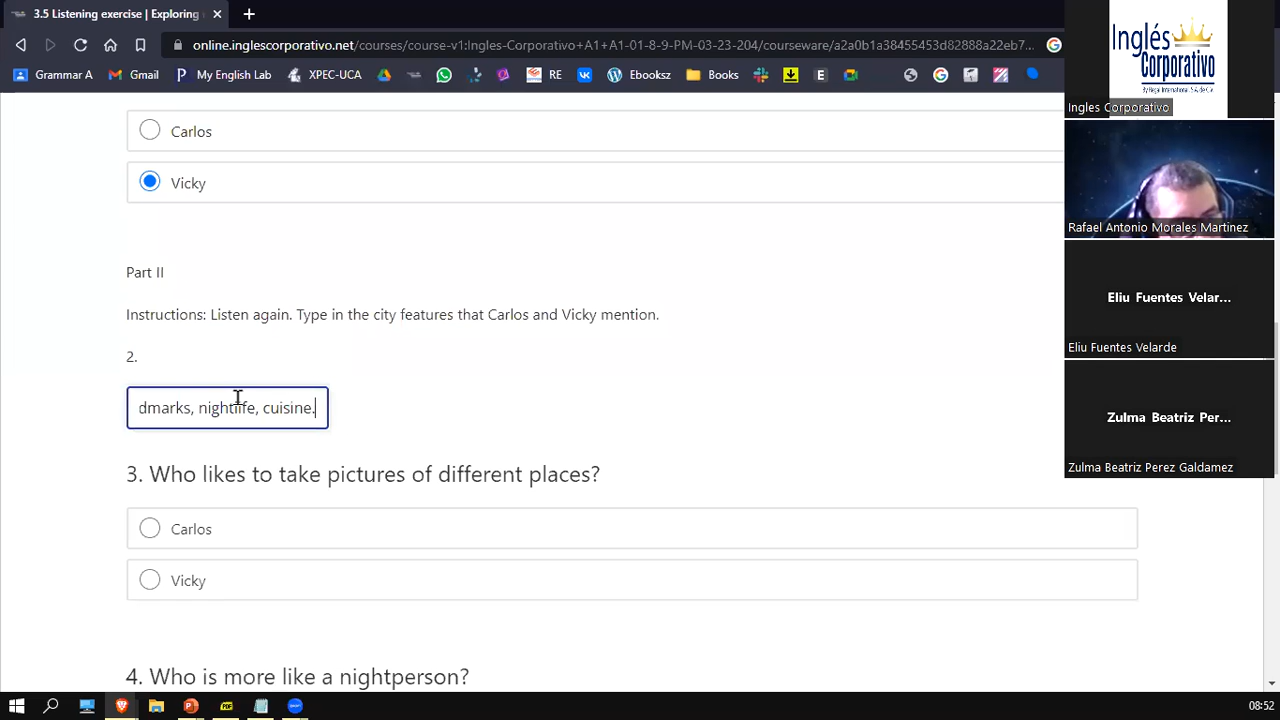 3.5 Listening exercise | Exploring
online.inglescorporativo.net/courses/course-v1:Ingles-Corporativo+A1+A1-01-8-9-PM-03-23-204/courseware/a2a0b1a38455453d82888a22eb7...
Grammar A
Gmail
My English Lab
XPEC-UCA
RE
Ebooksz
Books
Carlos
Vicky
Part II
Instructions: Listen again. Type in the city features that Carlos and Vicky mention.
2.
dmarks, nightlife, cuisine.
3. Who likes to take pictures of different places?
Carlos
Vicky
4. Who is more like a nightperson?
Inglés
Corporativo
By Regal International, S.A. de C.V.
Ingles Corporativo
Rafael Antonio Morales Martinez
Eliu Fuentes Velar...
Eliu Fuentes Velarde
Zulma Beatriz Per...
Zulma Beatriz Perez Galdamez
08:52